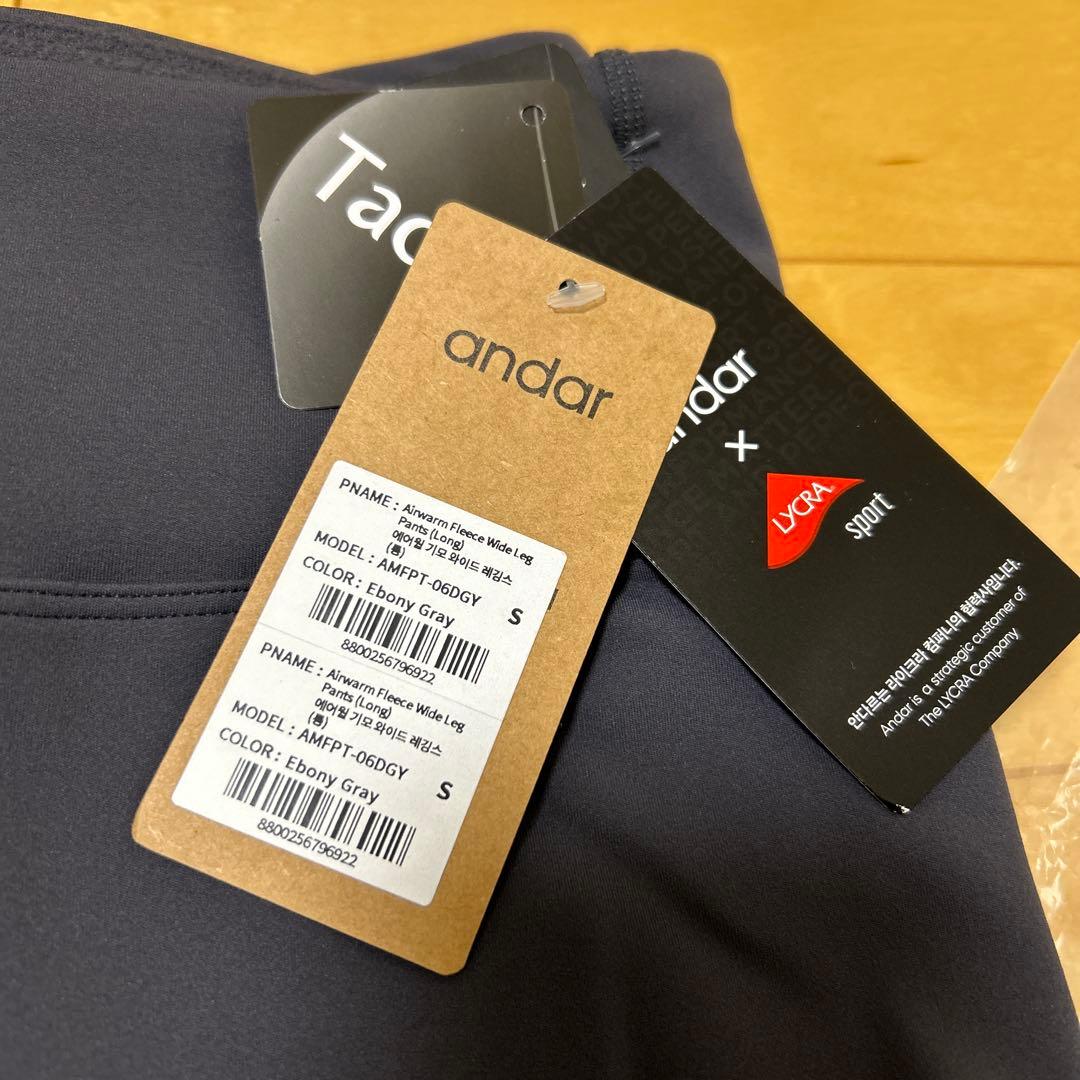 Tac
andar
PNAME : Airwarm Fleece Wide Leg
Pants (Long)
에어웜 기모 와이드 레깅스
(롱)
MODEL : AMFPT-06DGY
COLOR : Ebony Gray
S
8800256796922
PNAME : Airwarm Fleece Wide Leg
Pants (Long)
에어웜 기모 와이드 레깅스
(롱)
MODEL : AMFPT-06DGY
COLOR : Ebony Gray
S
8800256796922
andar
×
LYCRA
sport
안다르는 라이크라 컴퍼니의 협력사입니다.
Andar is a strategic customer of
The LYCRA Company